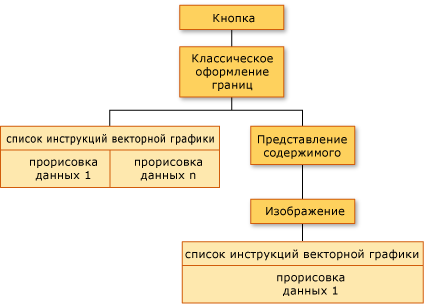 Кнопка
Классическое
оформление
границ
список инструкций векторной графики
прорисовка
данных 1
прорисовка
данных n
Представление
содержимого
Изображение
список инструкций векторной графики
прорисовка
данных 1